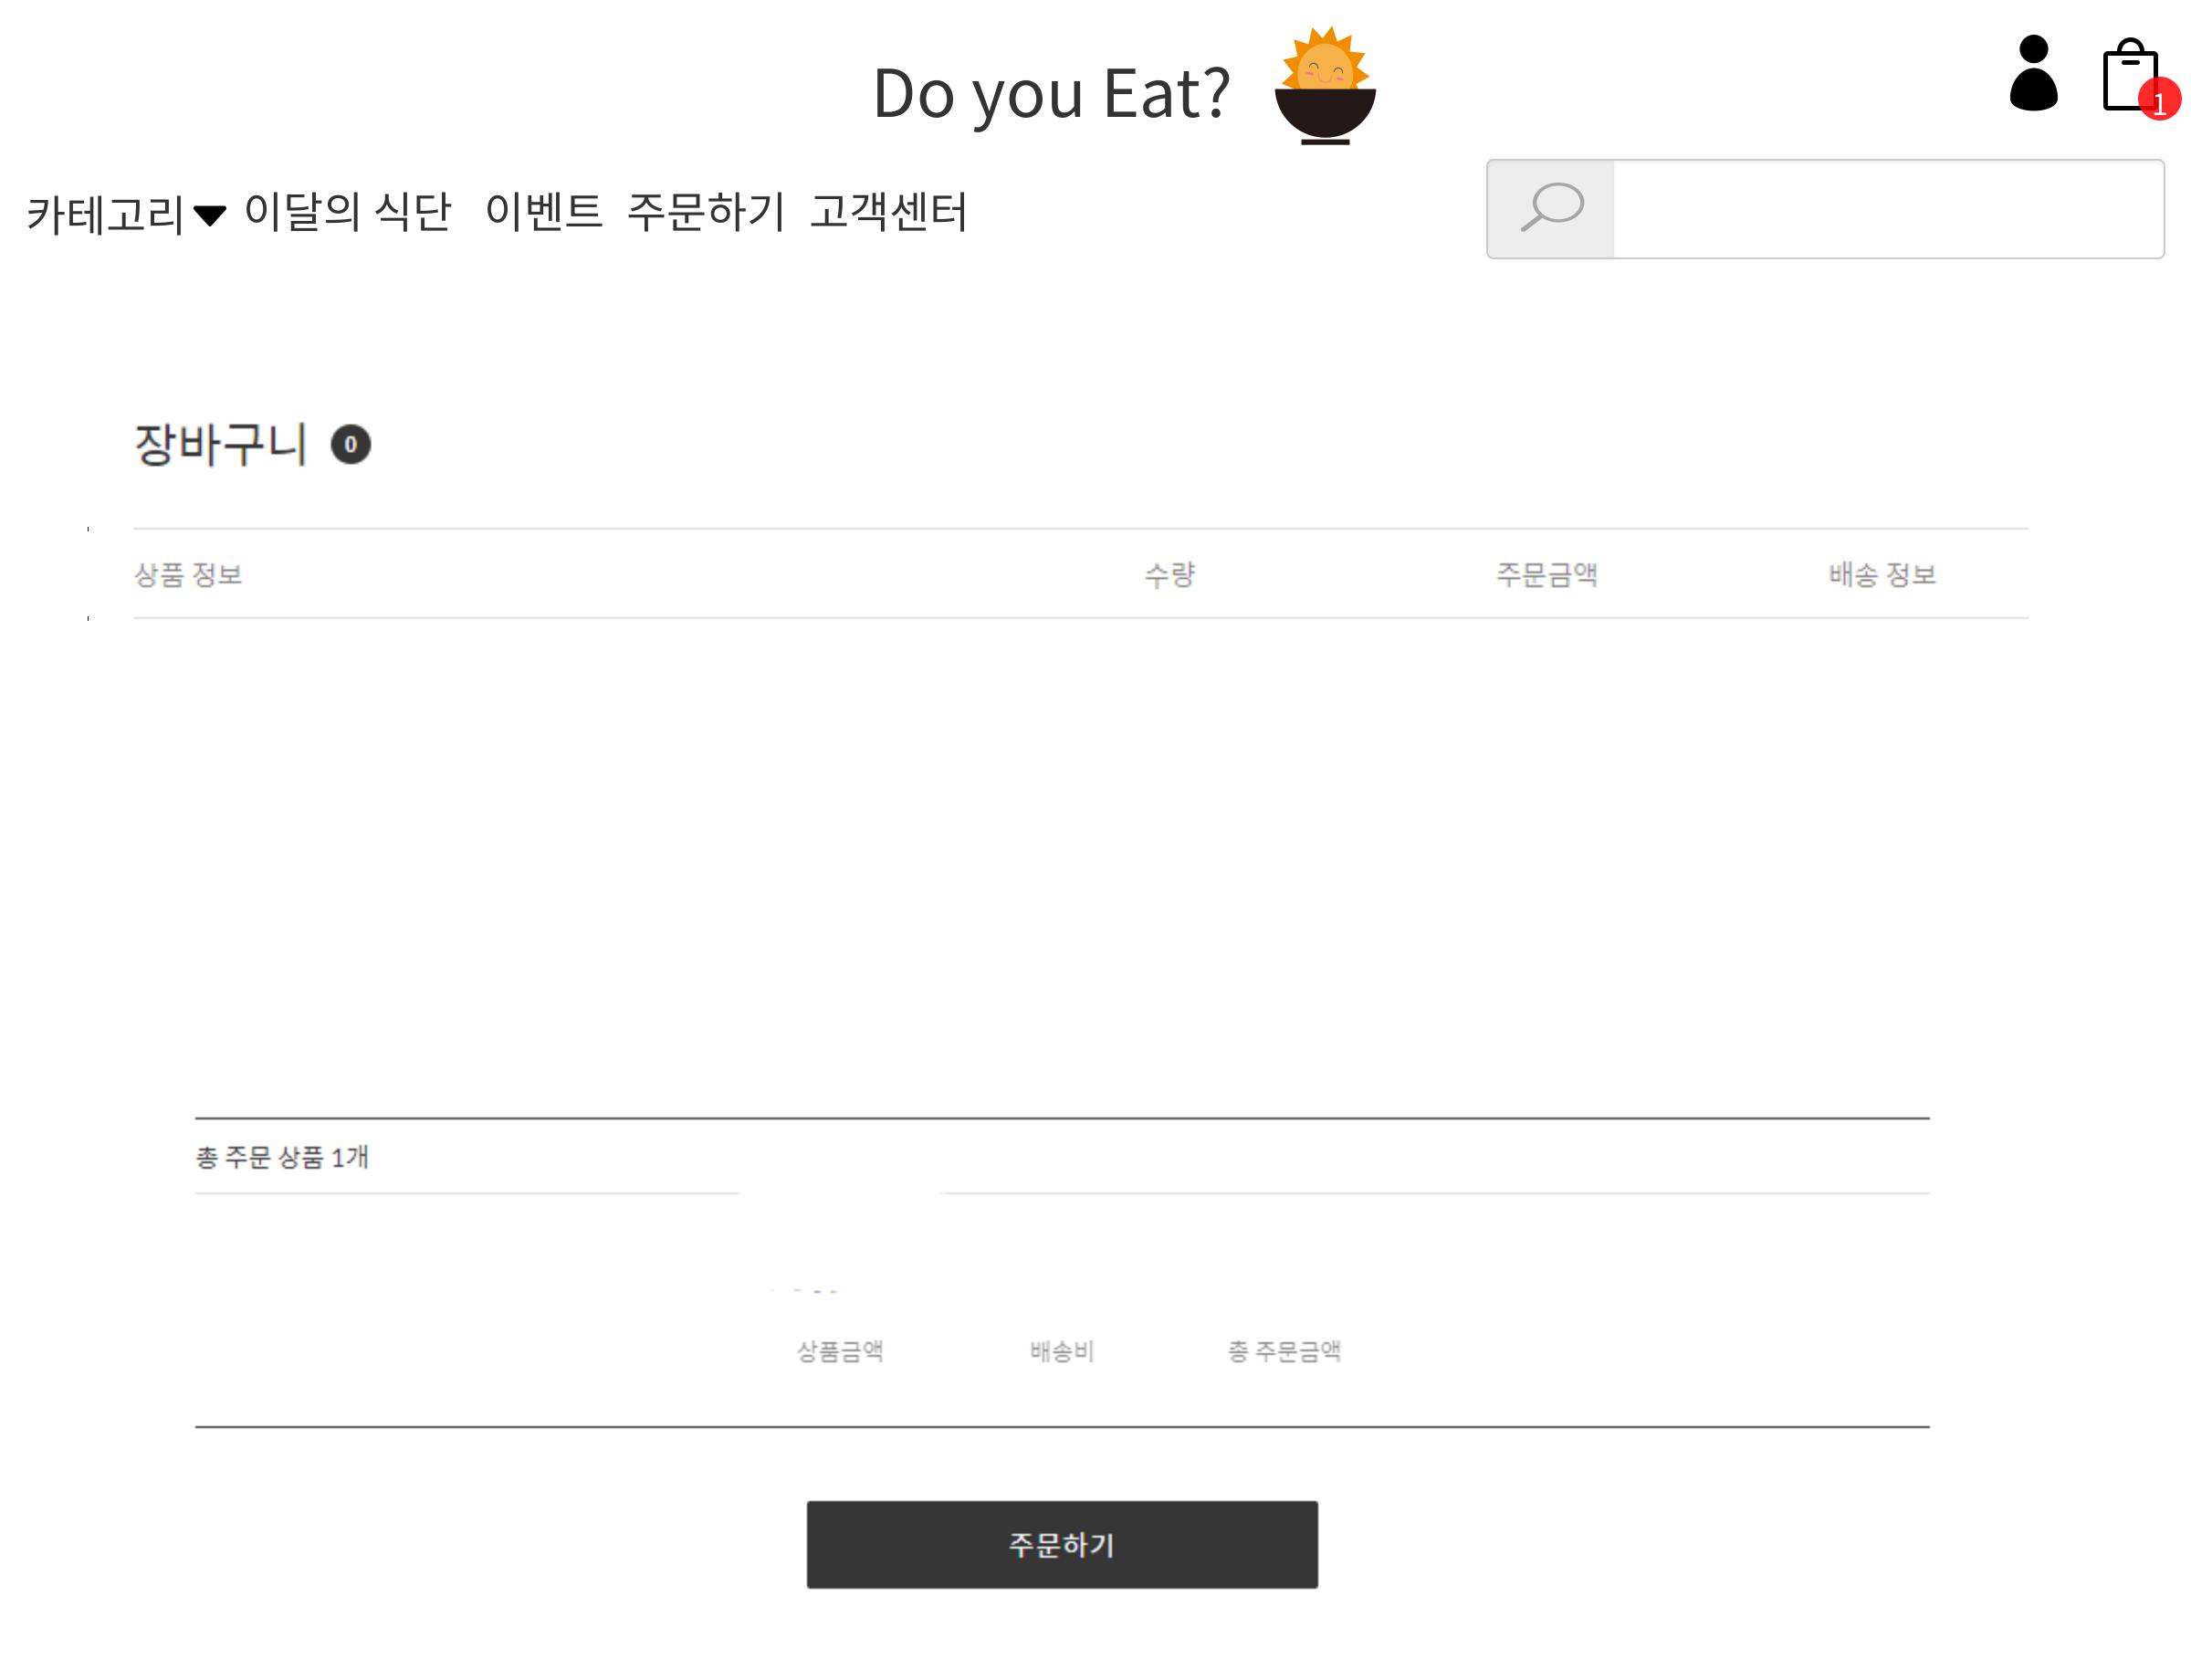 Do you Eat?
1
카테고리 이달의 식단 이벤트 주문하기 고객센터
장바구니 0
상품 정보 수량 주문금액 배송 정보
총 주문 상품 1개
상품금액 배송비 총 주문금액
주문하기